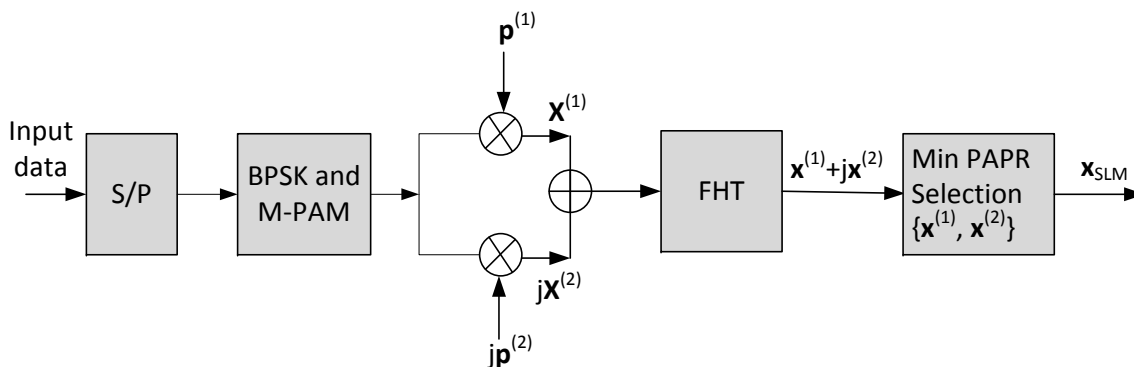 p⁽¹⁾
Input
data
S/P
BPSK and
M-PAM
X⁽¹⁾
jX⁽²⁾
jp⁽²⁾
FHT
x⁽¹⁾+jx⁽²⁾
Min PAPR
Selection
{x⁽¹⁾, x⁽²⁾}
x_SLM